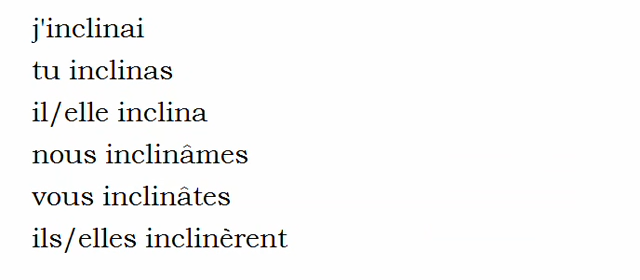 j'inclinai
tu inclinas
il/elle inclina
nous inclinâmes
vous inclinâtes
ils/elles inclinèrent